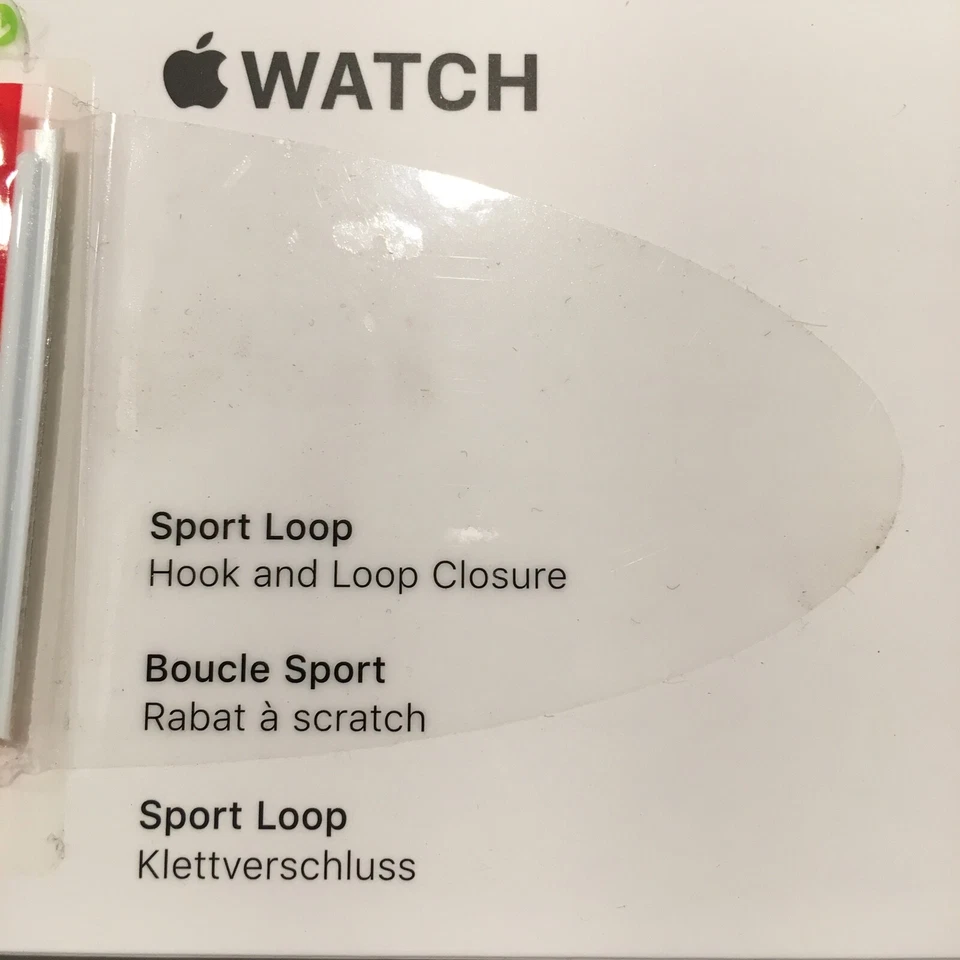 WATCH
Sport Loop
Hook and Loop Closure
Boucle Sport
Rabat à scratch
Sport Loop
Klettverschluss